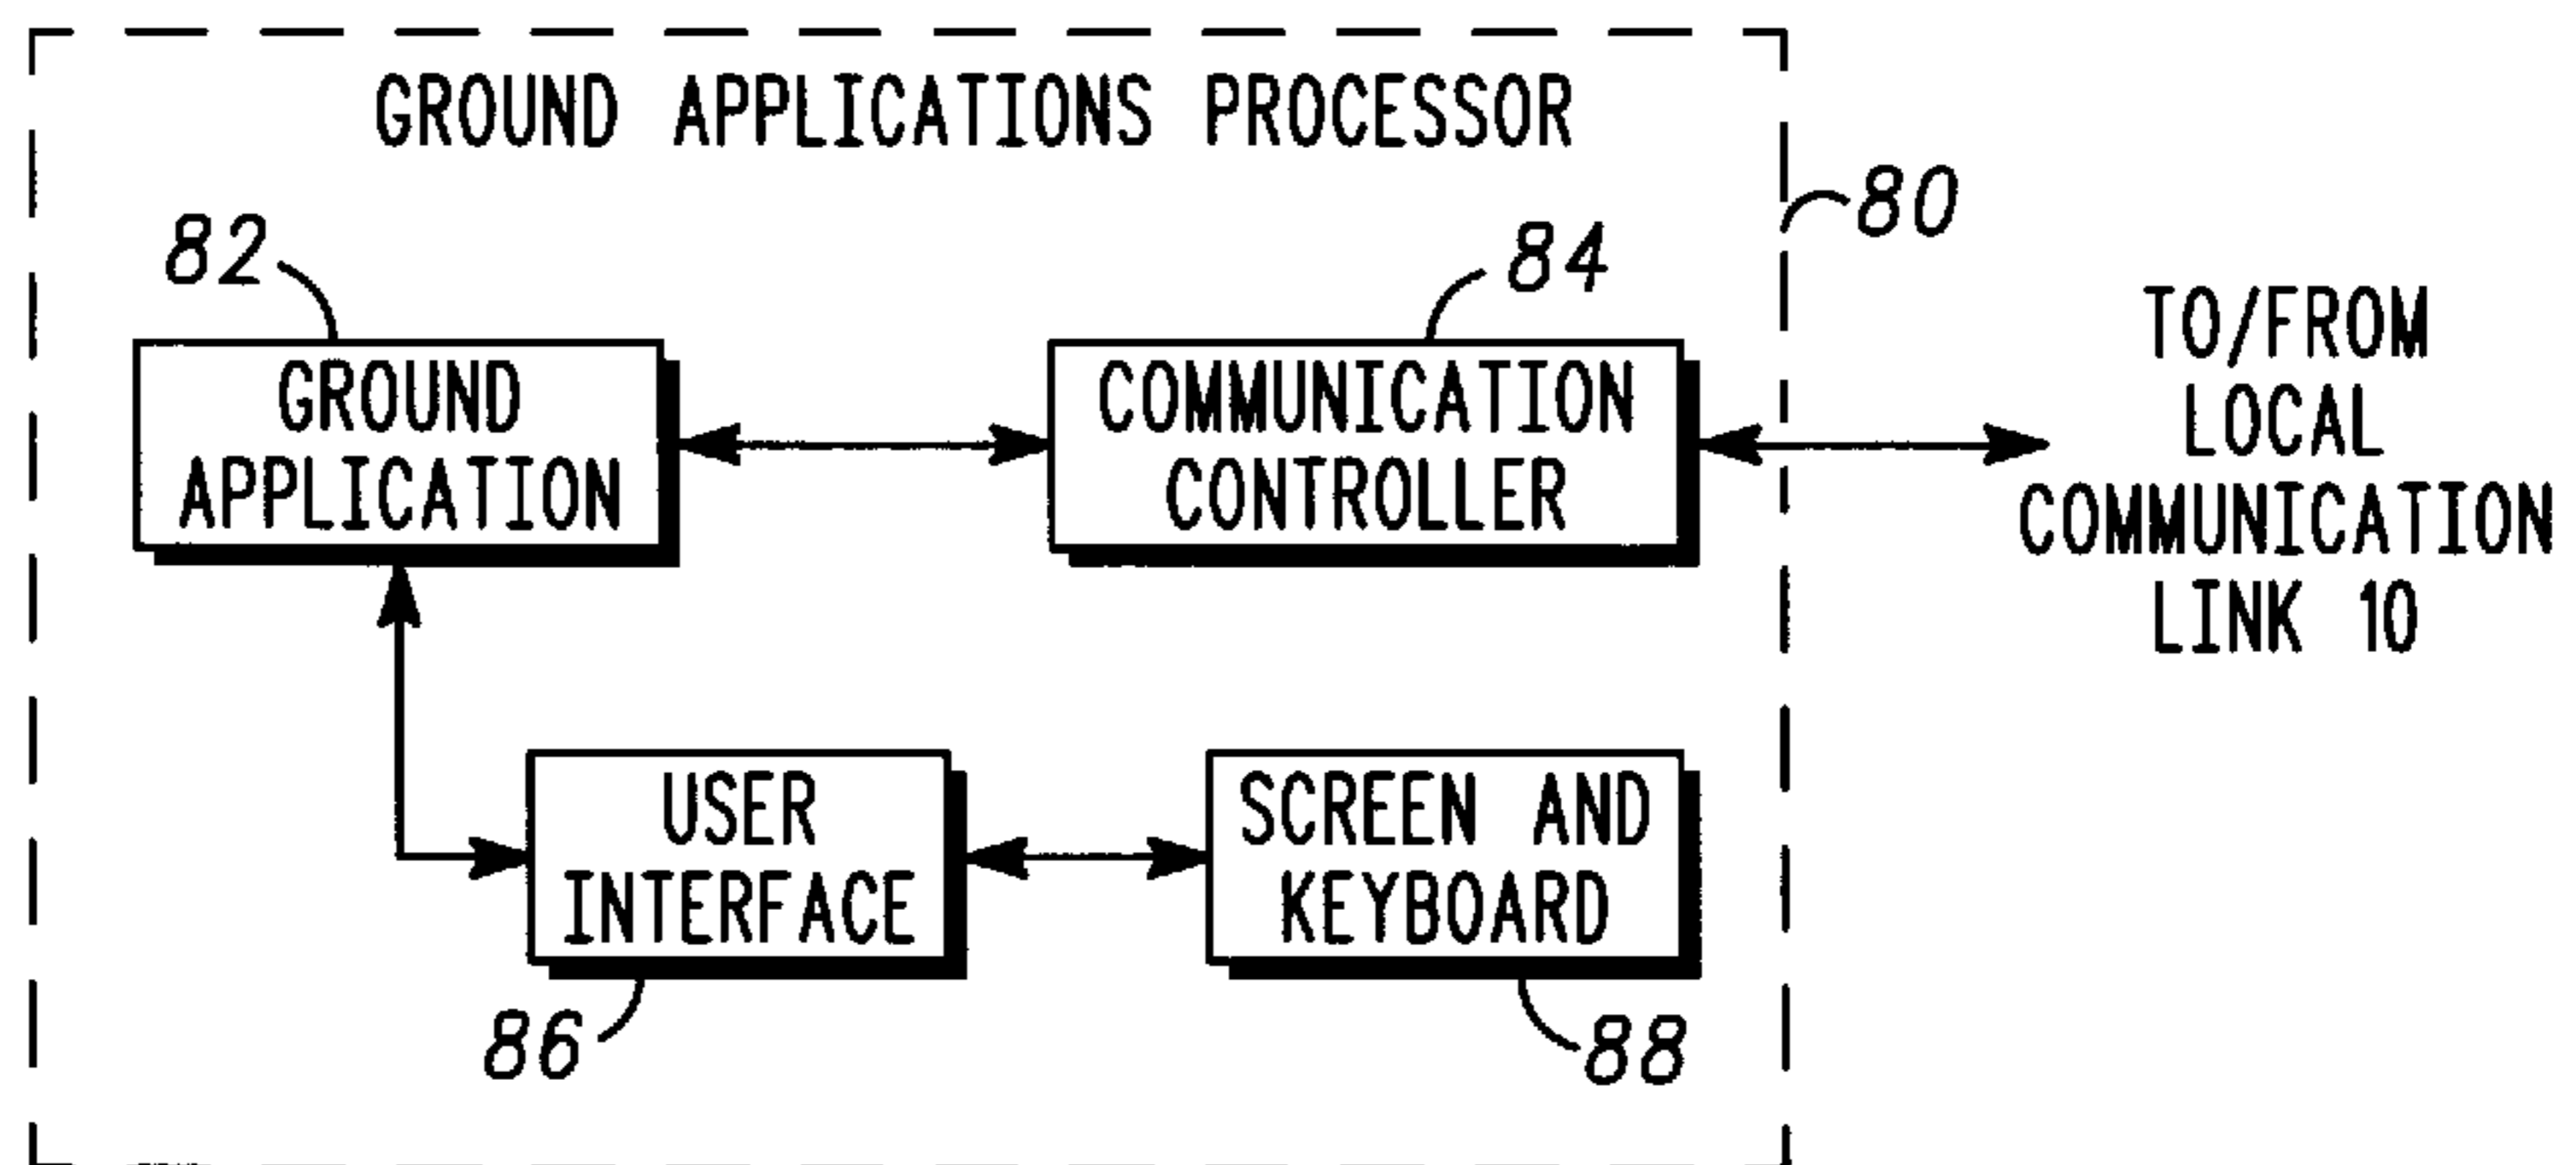 GROUND APPLICATIONS PROCESSOR
80
82
84
GROUND
APPLICATION
COMMUNICATION
CONTROLLER
TO/FROM
LOCAL
COMMUNICATION
LINK 10
USER
INTERFACE
SCREEN AND
KEYBOARD
86
88